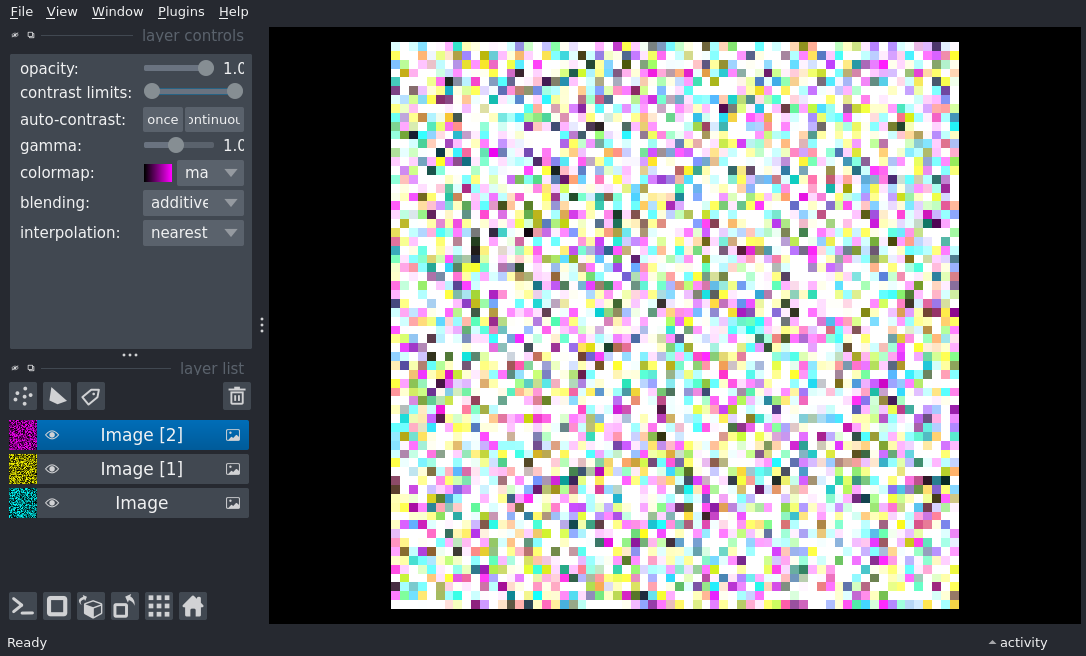 File View Window Plugins Help
layer controls
opacity: 1.0
contrast limits:
auto-contrast: once ontinuou
gamma: 1.0
colormap: ma
blending: additive
interpolation: nearest
layer list
Image [2]
Image [1]
Image
Ready activity